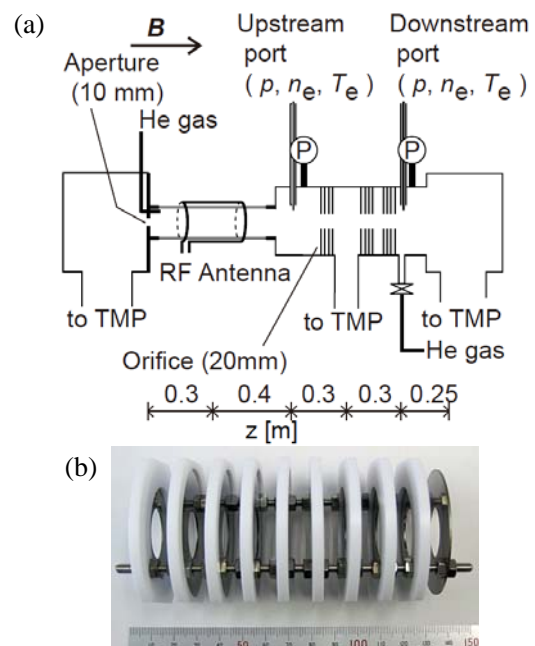 (a)
B
Upstream
port
( p, nₑ, Tₑ )
Downstream
port
( p, nₑ, Tₑ )
Aperture
(10 mm)
He gas
P
P
RF Antenna
to TMP
to TMP
to TMP
Orifice (20mm)
He gas
0.3 0.4 0.3 0.3 0.25
z [m]
(b)
50 100 150